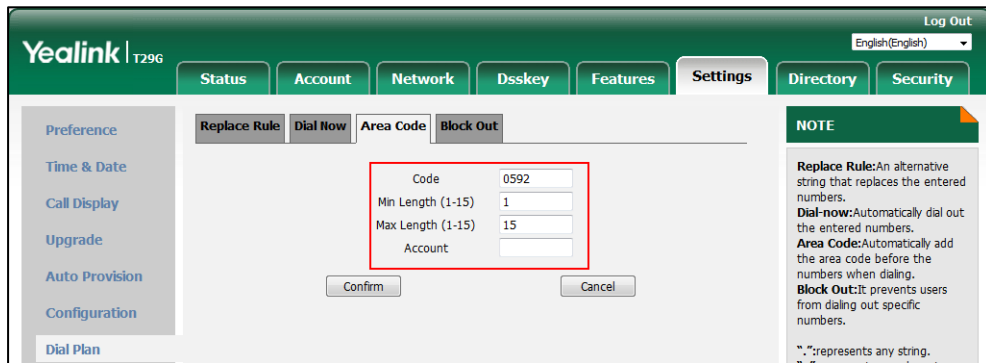 Log Out
Yealink T29G
English(English)
Status Account Network Dsskey Features Settings Directory Security
Preference
Time & Date
Call Display
Upgrade
Auto Provision
Configuration
Dial Plan
Replace Rule Dial Now Area Code Block Out
Code 0592
Min Length (1-15) 1
Max Length (1-15) 15
Account
Confirm Cancel
NOTE
Replace Rule:An alternative
string that replaces the entered
numbers.
Dial-now:Automatically dial out
the entered numbers.
Area Code:Automatically add
the area code before the
numbers when dialing.
Block Out:It prevents users
from dialing out specific
numbers.
".":represents any string.